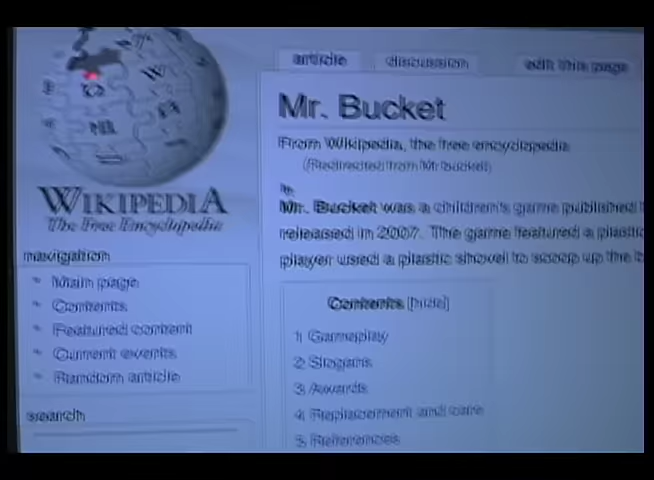 WIKIPEDIA
The Free Encyclopedia
navigation
Main page
Contents
Featured content
Current events
Random article
search
article
discussion
edit this page
Mr. Bucket
From Wikipedia, the free encyclopedia
(Redirected from Mr bucket)
Mr. Bucket was a children's game published
released in 2007. The game featured a plastic
player used a plastic shovel to scoop up the b
Contents [hide]
1 Gameplay
2 Slogans
3 Awards
4 Replacement and care
5 References